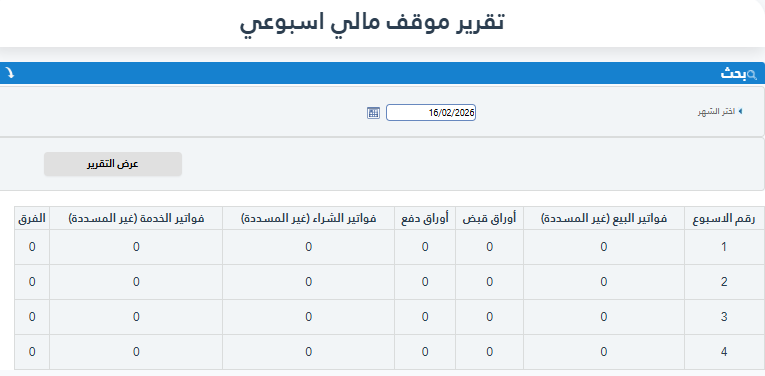 تقرير موقف مالي اسبوعي
بحث
اختر الشهر 16/02/2026
عرض التقرير
رقم الاسبوع فواتير البيع (غير المسددة) أوراق قبض أوراق دفع فواتير الشراء (غير المسددة) فواتير الخدمة (غير المسددة) الفرق
1 0 0 0 0 0 0
2 0 0 0 0 0 0
3 0 0 0 0 0 0
4 0 0 0 0 0 0